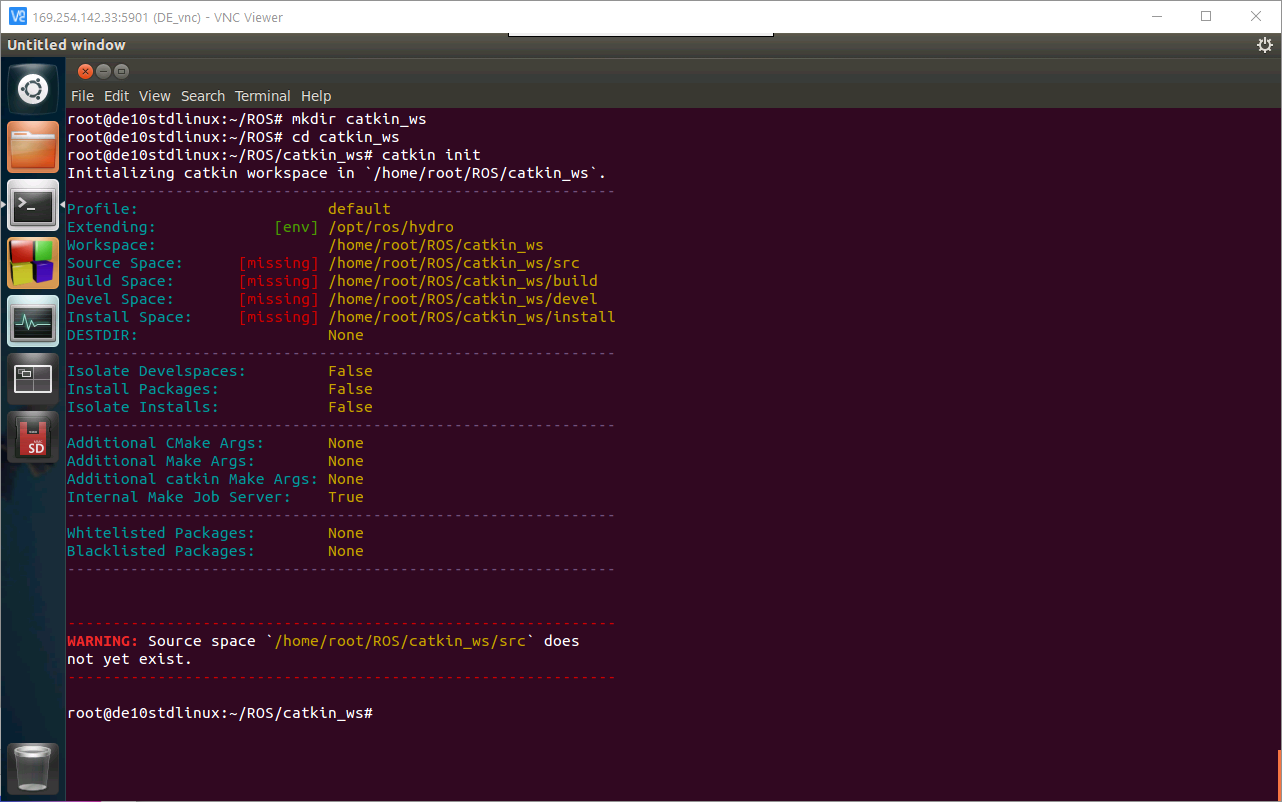 169.254.142.33:5901 (DE_vnc) - VNC Viewer
Untitled window
File Edit View Search Terminal Help
root@de10stdlinux:~/ROS# mkdir catkin_ws
root@de10stdlinux:~/ROS# cd catkin_ws
root@de10stdlinux:~/ROS/catkin_ws# catkin init
Initializing catkin workspace in `/home/root/ROS/catkin_ws`.
-------------------------------------------------------------
Profile:                     default
Extending:             [env] /opt/ros/hydro
Workspace:                   /home/root/ROS/catkin_ws
Source Space:      [missing] /home/root/ROS/catkin_ws/src
Build Space:       [missing] /home/root/ROS/catkin_ws/build
Devel Space:       [missing] /home/root/ROS/catkin_ws/devel
Install Space:     [missing] /home/root/ROS/catkin_ws/install
DESTDIR:                     None
-------------------------------------------------------------
Isolate Develspaces:         False
Install Packages:            False
Isolate Installs:            False
-------------------------------------------------------------
Additional CMake Args:       None
Additional Make Args:        None
Additional catkin Make Args: None
Internal Make Job Server:    True
-------------------------------------------------------------
Whitelisted Packages:        None
Blacklisted Packages:        None
-------------------------------------------------------------
-------------------------------------------------------------
WARNING: Source space `/home/root/ROS/catkin_ws/src` does
not yet exist.
-------------------------------------------------------------
root@de10stdlinux:~/ROS/catkin_ws#
SD